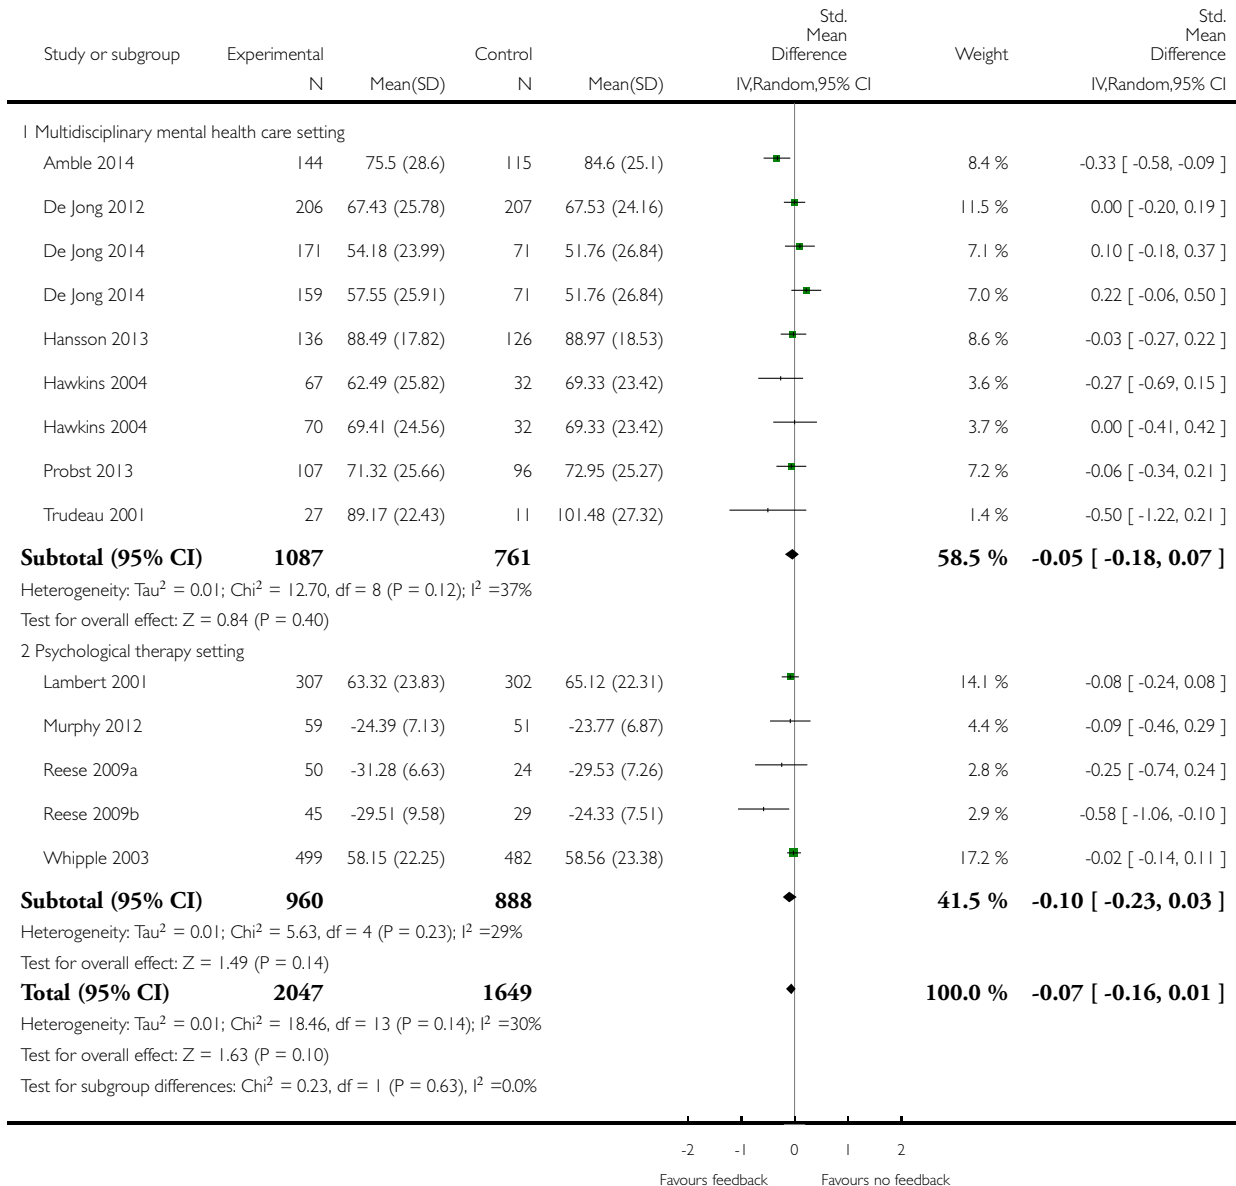 Study or subgroup Experimental Control Std. Mean Difference Weight Std. Mean Difference
N Mean(SD) N Mean(SD) IV,Random,95% CI IV,Random,95% CI
1 Multidisciplinary mental health care setting
Amble 2014 144 75.5 (28.6) 115 84.6 (25.1) 8.4 % -0.33 [ -0.58, -0.09 ]
De Jong 2012 206 67.43 (25.78) 207 67.53 (24.16) 11.5 % 0.00 [ -0.20, 0.19 ]
De Jong 2014 171 54.18 (23.99) 71 51.76 (26.84) 7.1 % 0.10 [ -0.18, 0.37 ]
De Jong 2014 159 57.55 (25.91) 71 51.76 (26.84) 7.0 % 0.22 [ -0.06, 0.50 ]
Hansson 2013 136 88.49 (17.82) 126 88.97 (18.53) 8.6 % -0.03 [ -0.27, 0.22 ]
Hawkins 2004 67 62.49 (25.82) 32 69.33 (23.42) 3.6 % -0.27 [ -0.69, 0.15 ]
Hawkins 2004 70 69.41 (24.56) 32 69.33 (23.42) 3.7 % 0.00 [ -0.41, 0.42 ]
Probst 2013 107 71.32 (25.66) 96 72.95 (25.27) 7.2 % -0.06 [ -0.34, 0.21 ]
Trudeau 2001 27 89.17 (22.43) 11 101.48 (27.32) 1.4 % -0.50 [ -1.22, 0.21 ]
Subtotal (95% CI) 1087 761 58.5 % -0.05 [ -0.18, 0.07 ]
Heterogeneity: Tau² = 0.01; Chi² = 12.70, df = 8 (P = 0.12); I² =37%
Test for overall effect: Z = 0.84 (P = 0.40)
2 Psychological therapy setting
Lambert 2001 307 63.32 (23.83) 302 65.12 (22.31) 14.1 % -0.08 [ -0.24, 0.08 ]
Murphy 2012 59 -24.39 (7.13) 51 -23.77 (6.87) 4.4 % -0.09 [ -0.46, 0.29 ]
Reese 2009a 50 -31.28 (6.63) 24 -29.53 (7.26) 2.8 % -0.25 [ -0.74, 0.24 ]
Reese 2009b 45 -29.51 (9.58) 29 -24.33 (7.51) 2.9 % -0.58 [ -1.06, -0.10 ]
Whipple 2003 499 58.15 (22.25) 482 58.56 (23.38) 17.2 % -0.02 [ -0.14, 0.11 ]
Subtotal (95% CI) 960 888 41.5 % -0.10 [ -0.23, 0.03 ]
Heterogeneity: Tau² = 0.01; Chi² = 5.63, df = 4 (P = 0.23); I² =29%
Test for overall effect: Z = 1.49 (P = 0.14)
Total (95% CI) 2047 1649 100.0 % -0.07 [ -0.16, 0.01 ]
Heterogeneity: Tau² = 0.01; Chi² = 18.46, df = 13 (P = 0.14); I² =30%
Test for overall effect: Z = 1.63 (P = 0.10)
Test for subgroup differences: Chi² = 0.23, df = 1 (P = 0.63), I² =0.0%
-2 -1 0 1 2
Favours feedback Favours no feedback